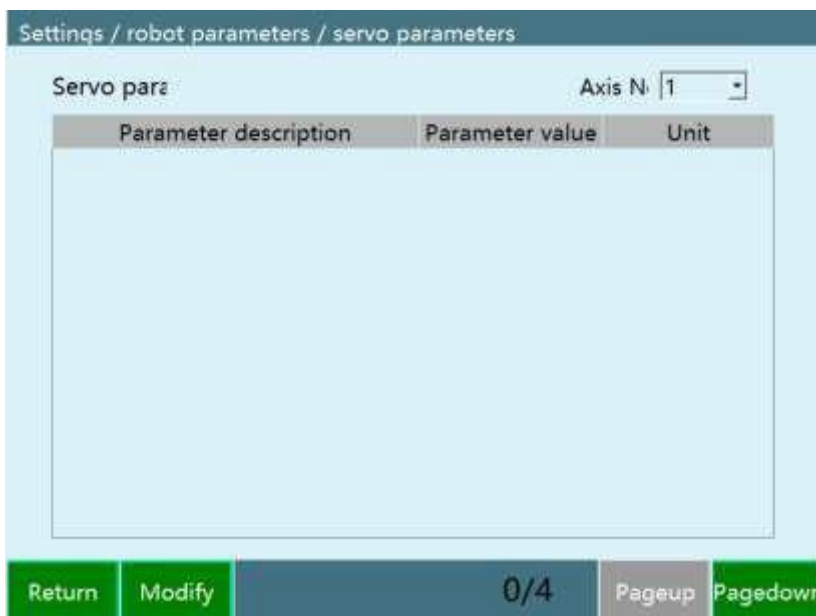 Settings / robot parameters / servo parameters
Servo para
Axis N 1
Parameter description Parameter value Unit
Return Modify 0/4 Pageup Pagedown